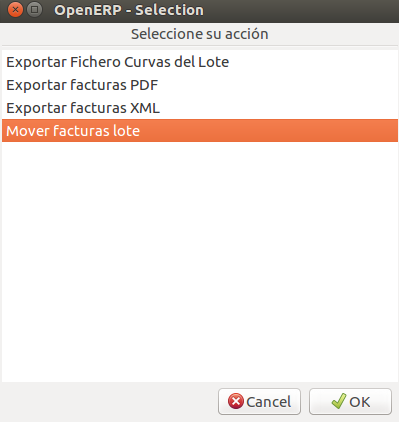 OpenERP - Selection
Seleccione su acción
Exportar Fichero Curvas del Lote
Exportar facturas PDF
Exportar facturas XML
Mover facturas lote
Cancel OK